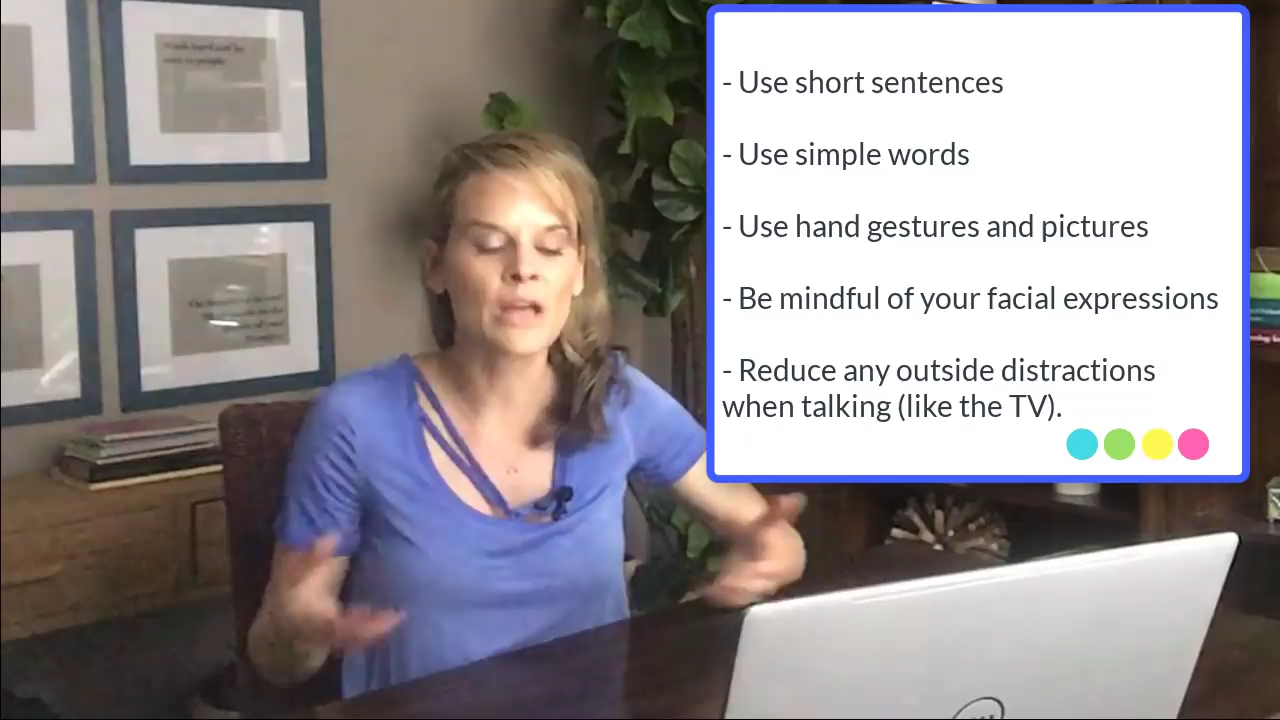 - Use short sentences
- Use simple words
- Use hand gestures and pictures
- Be mindful of your facial expressions
- Reduce any outside distractions
when talking (like the TV).